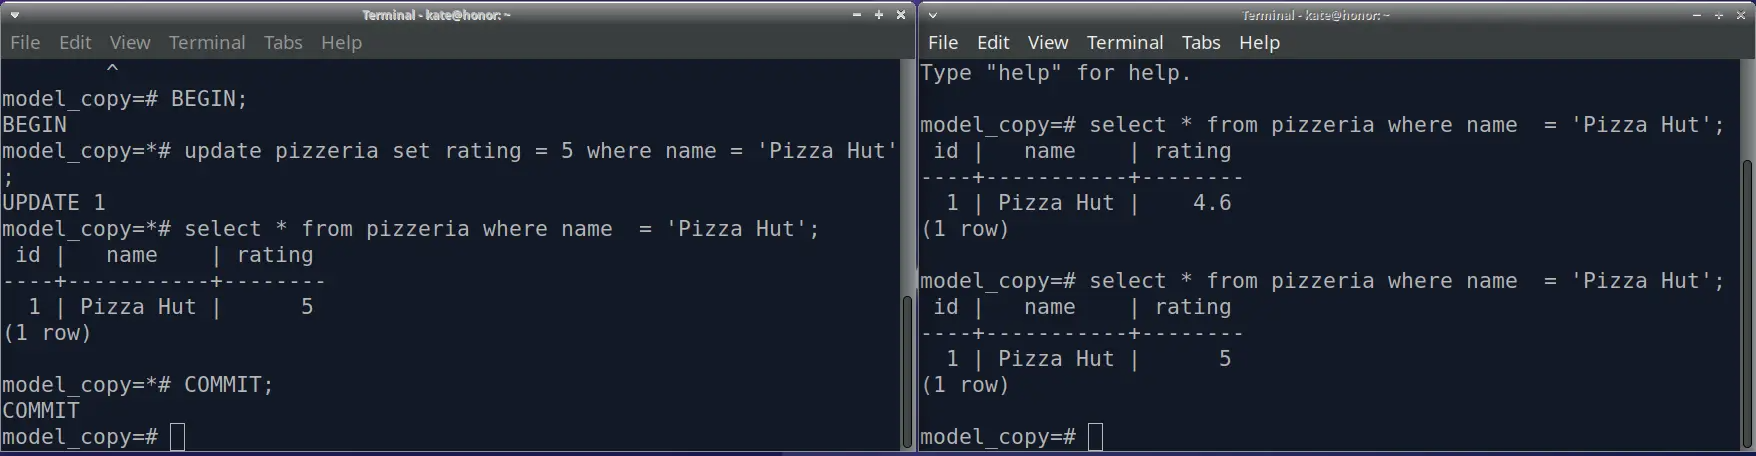 Terminal - kate@honor: ~
File Edit View Terminal Tabs Help
        ^
model_copy=# BEGIN;
BEGIN
model_copy=*# update pizzeria set rating = 5 where name = 'Pizza Hut'
;
UPDATE 1
model_copy=*# select * from pizzeria where name  = 'Pizza Hut';
 id |   name    | rating
----+-----------+--------
  1 | Pizza Hut |      5
(1 row)
model_copy=*# COMMIT;
COMMIT
model_copy=#
Terminal - kate@honor: ~
File Edit View Terminal Tabs Help
Type "help" for help.
model_copy=# select * from pizzeria where name  = 'Pizza Hut';
 id |   name    | rating
----+-----------+--------
  1 | Pizza Hut |    4.6
(1 row)
model_copy=# select * from pizzeria where name  = 'Pizza Hut';
 id |   name    | rating
----+-----------+--------
  1 | Pizza Hut |      5
(1 row)
model_copy=#